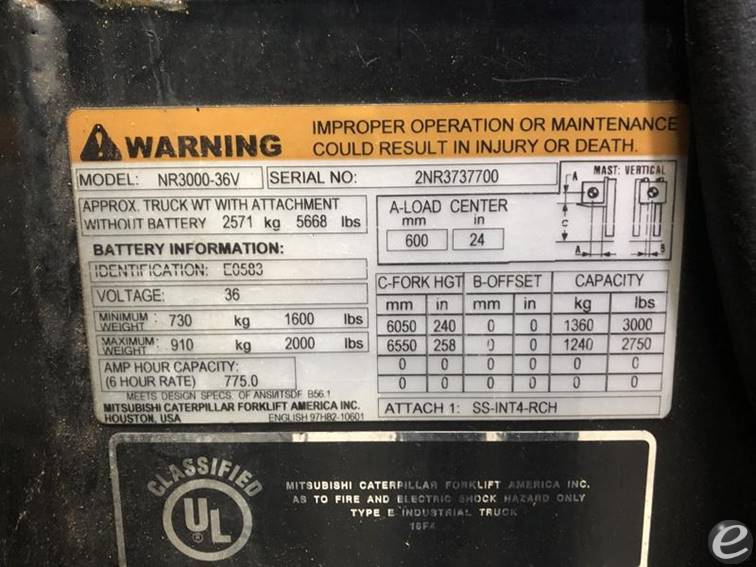 WARNING
IMPROPER OPERATION OR MAINTENANCE
COULD RESULT IN INJURY OR DEATH.
MODEL: NR3000-36V SERIAL NO: 2NR3737700
APPROX. TRUCK WT WITH ATTACHMENT
WITHOUT BATTERY 2571 kg 5668 lbs
BATTERY INFORMATION:
IDENTIFICATION: E0583
VOLTAGE: 36
MINIMUM WEIGHT : 730 kg 1600 lbs
MAXIMUM WEIGHT : 910 kg 2000 lbs
AMP HOUR CAPACITY:
(6 HOUR RATE) 775.0
MEETS DESIGN SPECS. OF ANSI/ITSDF B56.1
MITSUBISHI CATERPILLAR FORKLIFT AMERICA INC.
HOUSTON, USA ENGLISH 97H82-10601
A-LOAD CENTER
mm in
600 24
MAST: VERTICAL
A
C
A B
C-FORK HGT B-OFFSET CAPACITY
mm in mm in kg lbs
6050 240 0 0 1360 3000
6550 258 0 0 1240 2750
0 0 0 0 0 0
0 0 0 0 0 0
ATTACH 1: SS-INT4-RCH
CLASSIFIED
UL
MITSUBISHI CATERPILLAR FORKLIFT AMERICA INC.
AS TO FIRE AND ELECTRIC SHOCK HAZARD ONLY
TYPE E INDUSTRIAL TRUCK
18F4
e